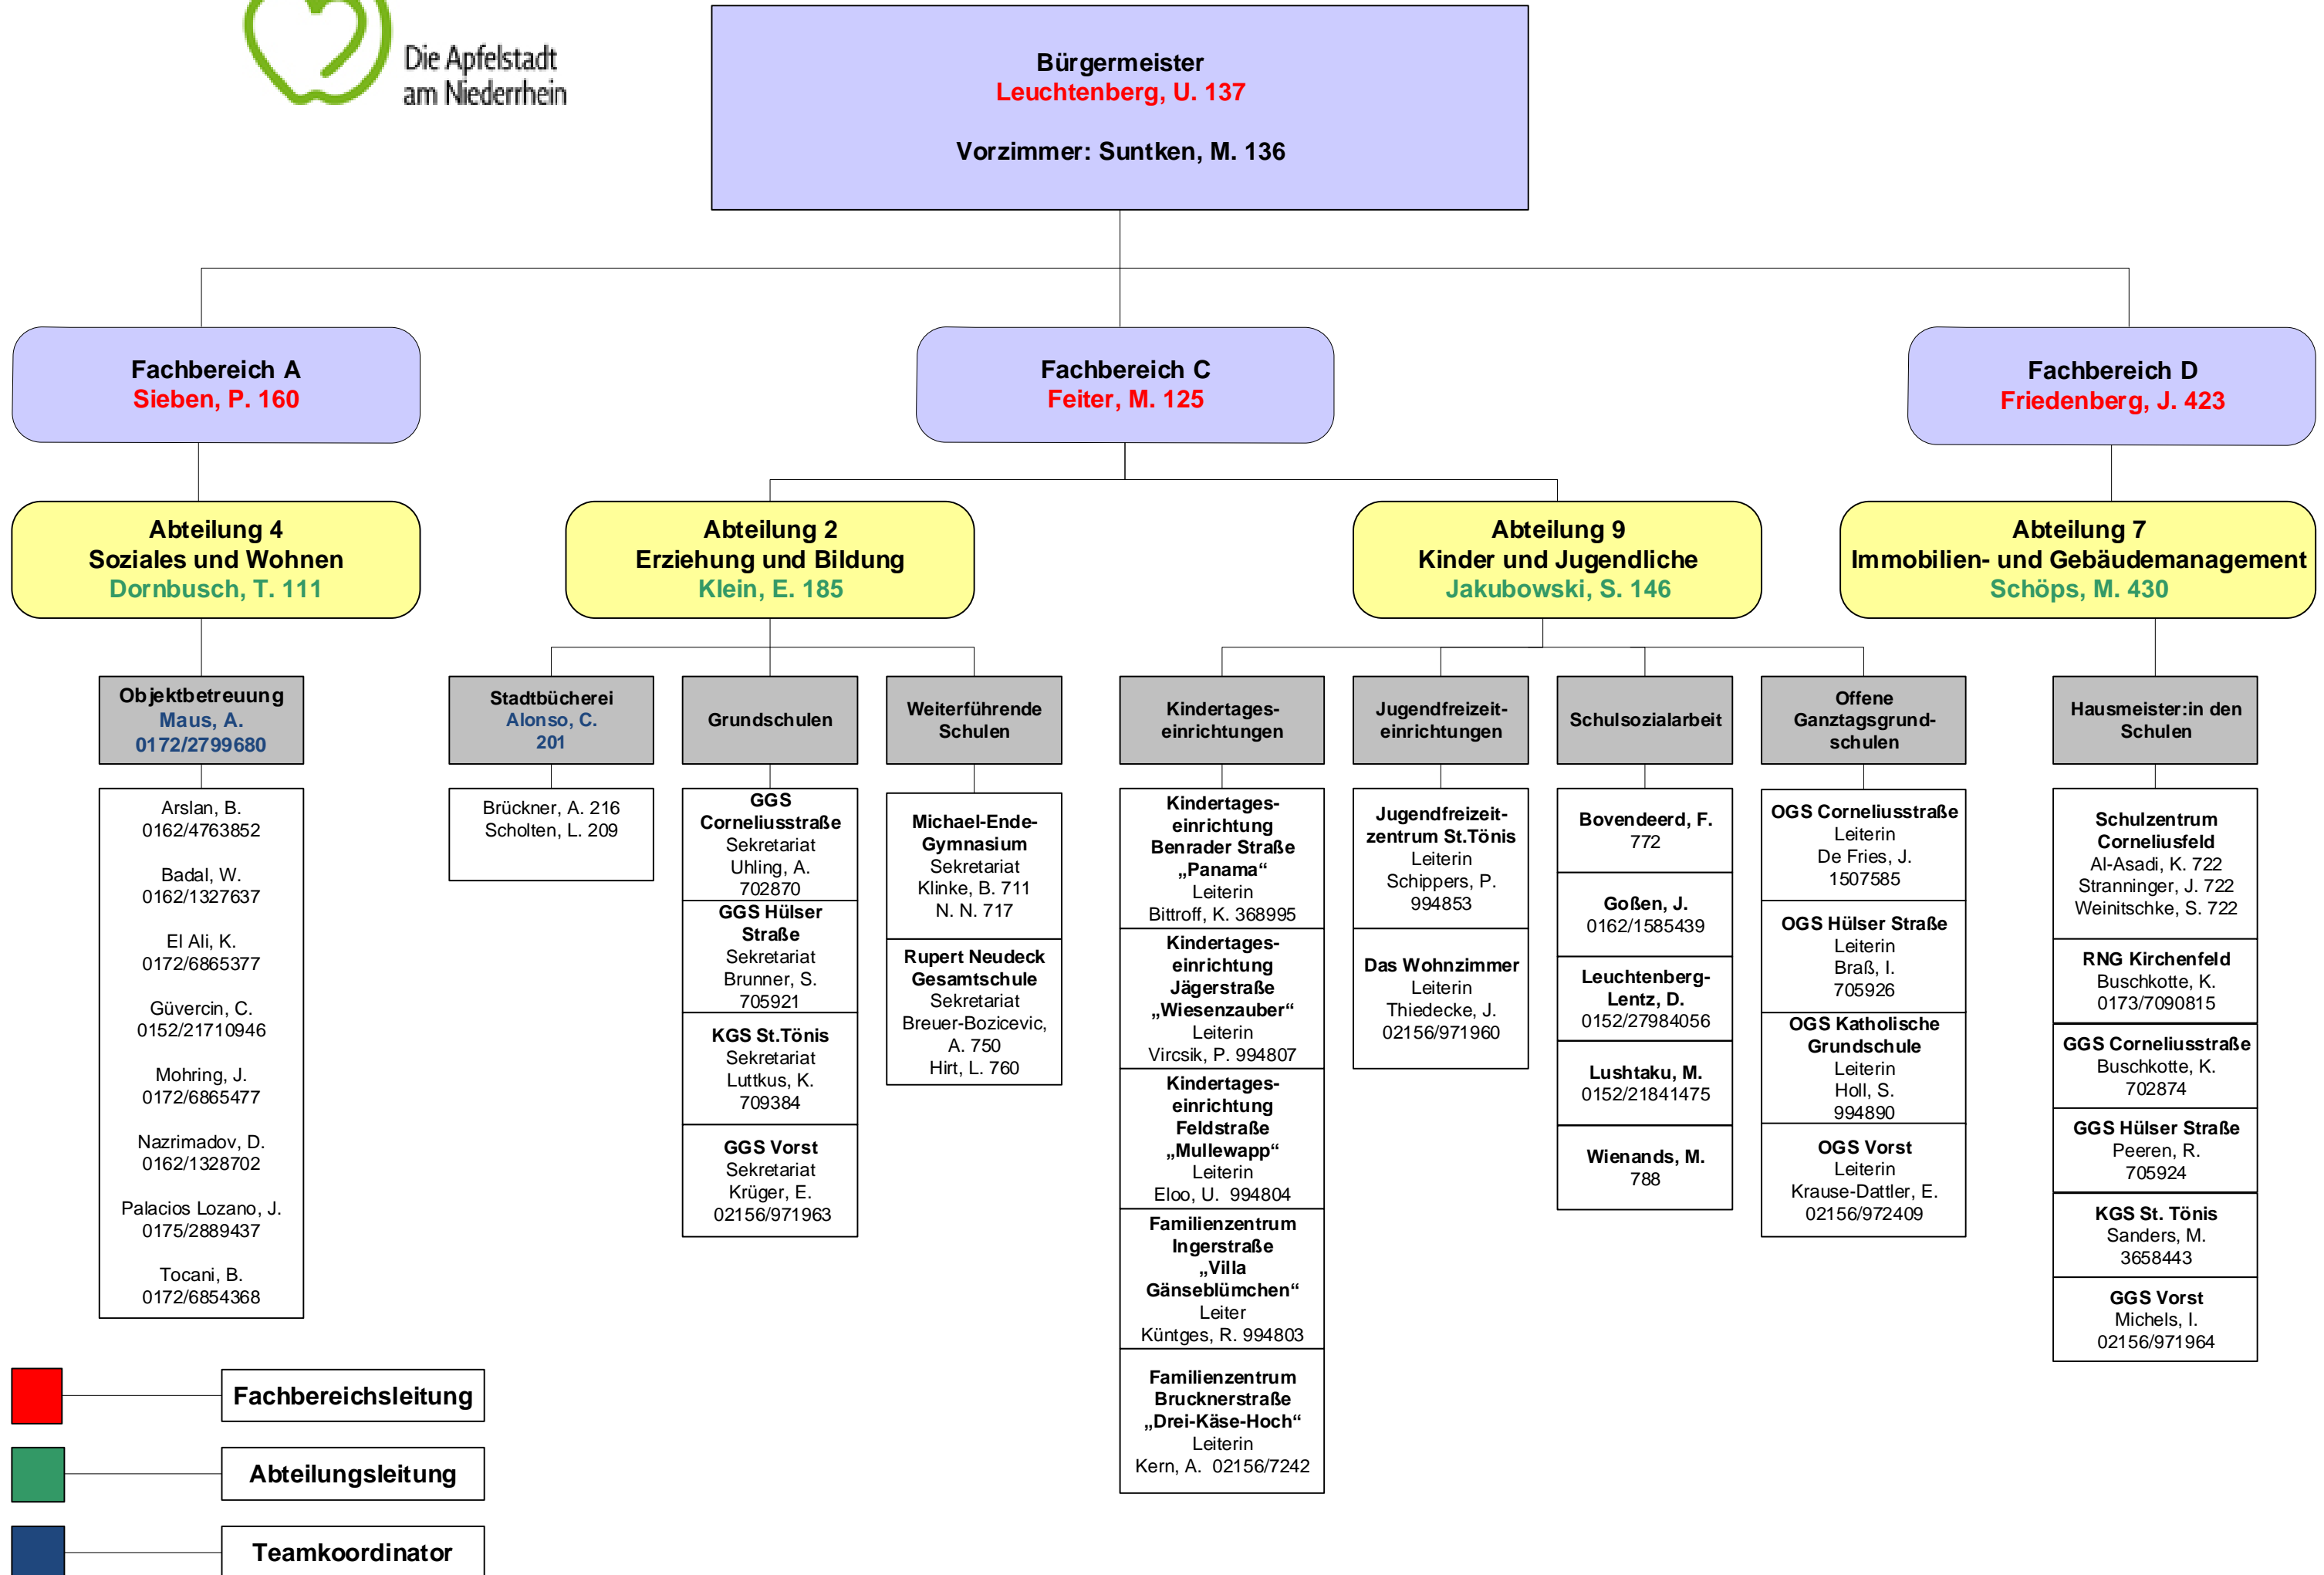 Die Apfelstadt
am Niederrhein
Bürgermeister
Leuchtenberg, U. 137
Vorzimmer: Suntken, M. 136
Fachbereich A
Sieben, P. 160
Fachbereich C
Feiter, M. 125
Fachbereich D
Friedenberg, J. 423
Abteilung 4
Soziales und Wohnen
Dornbusch, T. 111
Abteilung 2
Erziehung und Bildung
Klein, E. 185
Abteilung 9
Kinder und Jugendliche
Jakubowski, S. 146
Abteilung 7
Immobilien- und Gebäudemanagement
Schöps, M. 430
Objektbetreuung
Maus, A.
0172/2799680
Arslan, B.
0162/4763852
Badal, W.
0162/1327637
El Ali, K.
0172/6865377
Güvercin, C.
0152/21710946
Mohring, J.
0172/6865477
Nazrimadov, D.
0162/1328702
Palacios Lozano, J.
0175/2889437
Tocani, B.
0172/6854368
Stadtbücherei
Alonso, C.
201
Brückner, A. 216
Scholten, L. 209
Grundschulen
GGS
Corneliusstraße
Sekretariat
Uhling, A.
702870
GGS Hülser
Straße
Sekretariat
Brunner, S.
705921
KGS St.Tönis
Sekretariat
Luttkus, K.
709384
GGS Vorst
Sekretariat
Krüger, E.
02156/971963
Weiterführende
Schulen
Michael-Ende-
Gymnasium
Sekretariat
Klinke, B. 711
N. N. 717
Rupert Neudeck
Gesamtschule
Sekretariat
Breuer-Bozicevic,
A. 750
Hirt, L. 760
Kindertages-
einrichtungen
Kindertages-
einrichtung
Benrader Straße
„Panama“
Leiterin
Bittroff, K. 368995
Kindertages-
einrichtung
Jägerstraße
„Wiesenzauber“
Leiterin
Vircsik, P. 994807
Kindertages-
einrichtung
Feldstraße
„Mullewapp“
Leiterin
Eloo, U. 994804
Familienzentrum
Ingerstraße
„Villa
Gänseblümchen“
Leiter
Küntges, R. 994803
Familienzentrum
Brucknerstraße
„Drei-Käse-Hoch“
Leiterin
Kern, A. 02156/7242
Jugendfreizeit-
einrichtungen
Jugendfreizeit-
zentrum St.Tönis
Leiterin
Schippers, P.
994853
Das Wohnzimmer
Leiterin
Thiedecke, J.
02156/971960
Schulsozialarbeit
Bovendeerd, F.
772
Goßen, J.
0162/1585439
Leuchtenberg-
Lentz, D.
0152/27984056
Lushtaku, M.
0152/21841475
Wienands, M.
788
Offene
Ganztagsgrund-
schulen
OGS Corneliusstraße
Leiterin
De Fries, J.
1507585
OGS Hülser Straße
Leiterin
Braß, I.
705926
OGS Katholische
Grundschule
Leiterin
Holl, S.
994890
OGS Vorst
Leiterin
Krause-Dattler, E.
02156/972409
Hausmeister:in den
Schulen
Schulzentrum
Corneliusfeld
Al-Asadi, K. 722
Stranninger, J. 722
Weinitschke, S. 722
RNG Kirchenfeld
Buschkotte, K.
0173/7090815
GGS Corneliusstraße
Buschkotte, K.
702874
GGS Hülser Straße
Peeren, R.
705924
KGS St. Tönis
Sanders, M.
3658443
GGS Vorst
Michels, I.
02156/971964
Fachbereichsleitung
Abteilungsleitung
Teamkoordinator